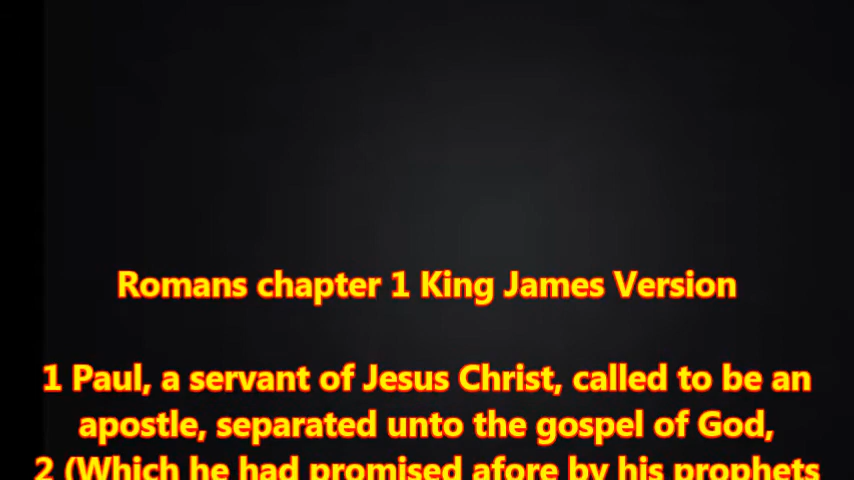 Romans chapter 1 King James Version
1 Paul, a servant of Jesus Christ, called to be an
apostle, separated unto the gospel of God,
2 (Which he had promised afore by his prophets